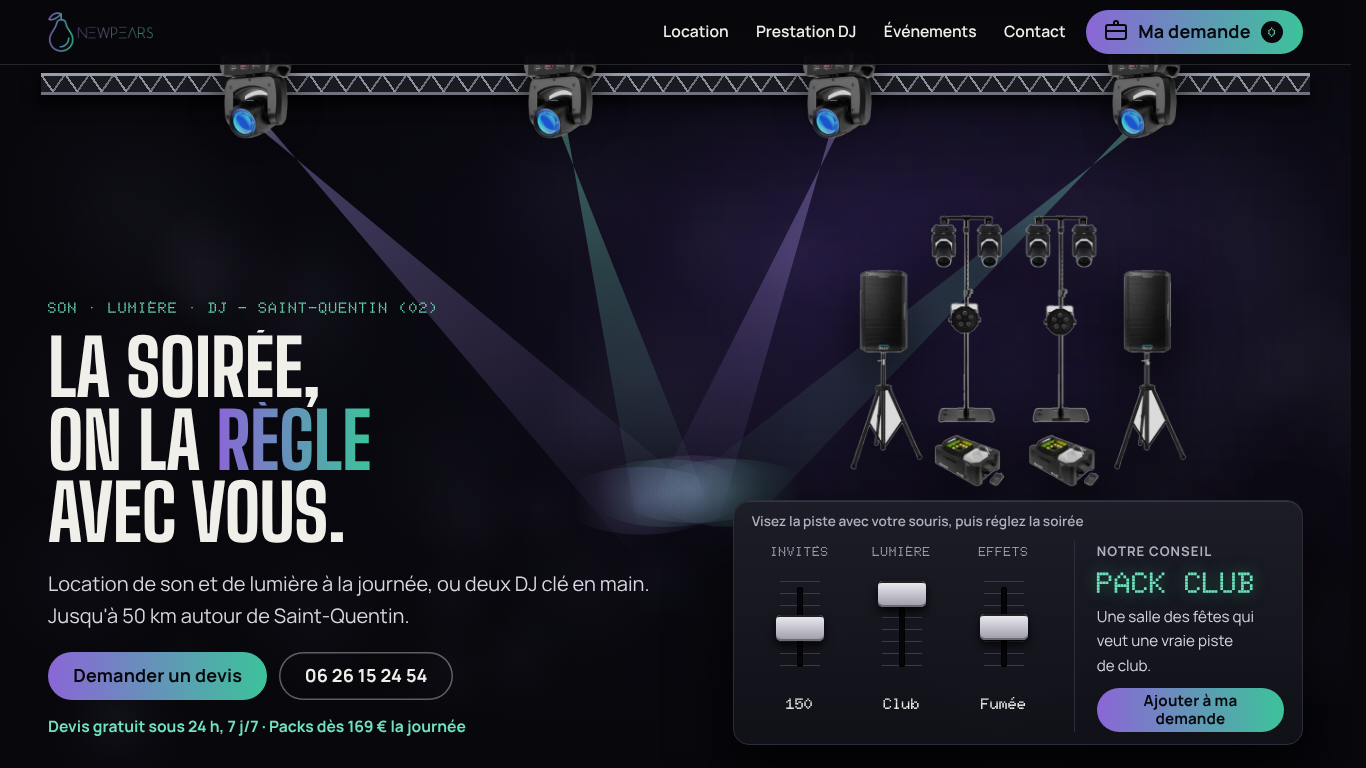 NEWPEARS
Location
Prestation DJ
Événements
Contact
Ma demande
0
SON · LUMIÈRE · DJ — SAINT-QUENTIN (02)
LA SOIRÉE,
ON LA RÈGLE
AVEC VOUS.
Location de son et de lumière à la journée, ou deux DJ clé en main.
Jusqu'à 50 km autour de Saint-Quentin.
Demander un devis
06 26 15 24 54
Devis gratuit sous 24 h, 7 j/7 · Packs dès 169 € la journée
Visez la piste avec votre souris, puis réglez la soirée
INVITÉS
LUMIÈRE
EFFETS
150
Club
Fumée
NOTRE CONSEIL
PACK CLUB
Une salle des fêtes qui
veut une vraie piste
de club.
Ajouter à ma
demande